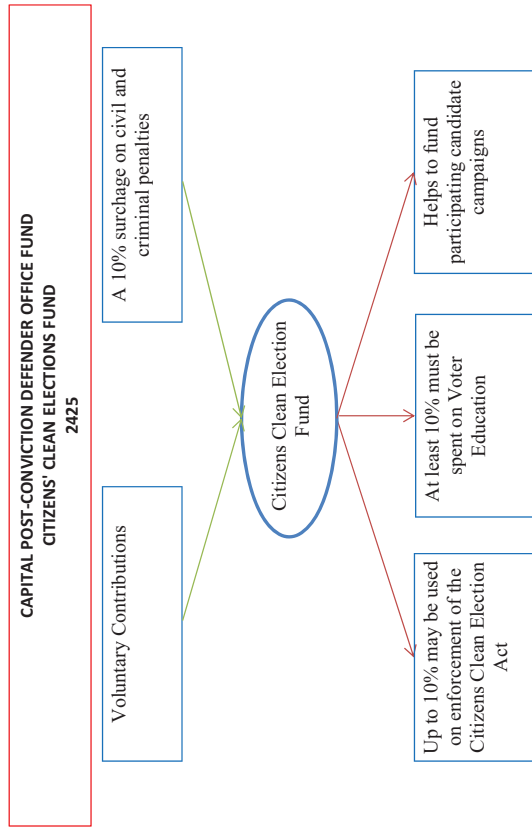 CAPITAL POST-CONVICTION DEFENDER OFFICE FUND
CITIZENS' CLEAN ELECTIONS FUND
2425
Voluntary Contributions
A 10% surchage on civil and
criminal penalties
Citizens Clean Election
Fund
Up to 10% may be used
on enforcement of the
Citizens Clean Election
Act
At least 10% must be
spent on Voter
Education
Helps to fund
participating candidate
campaigns